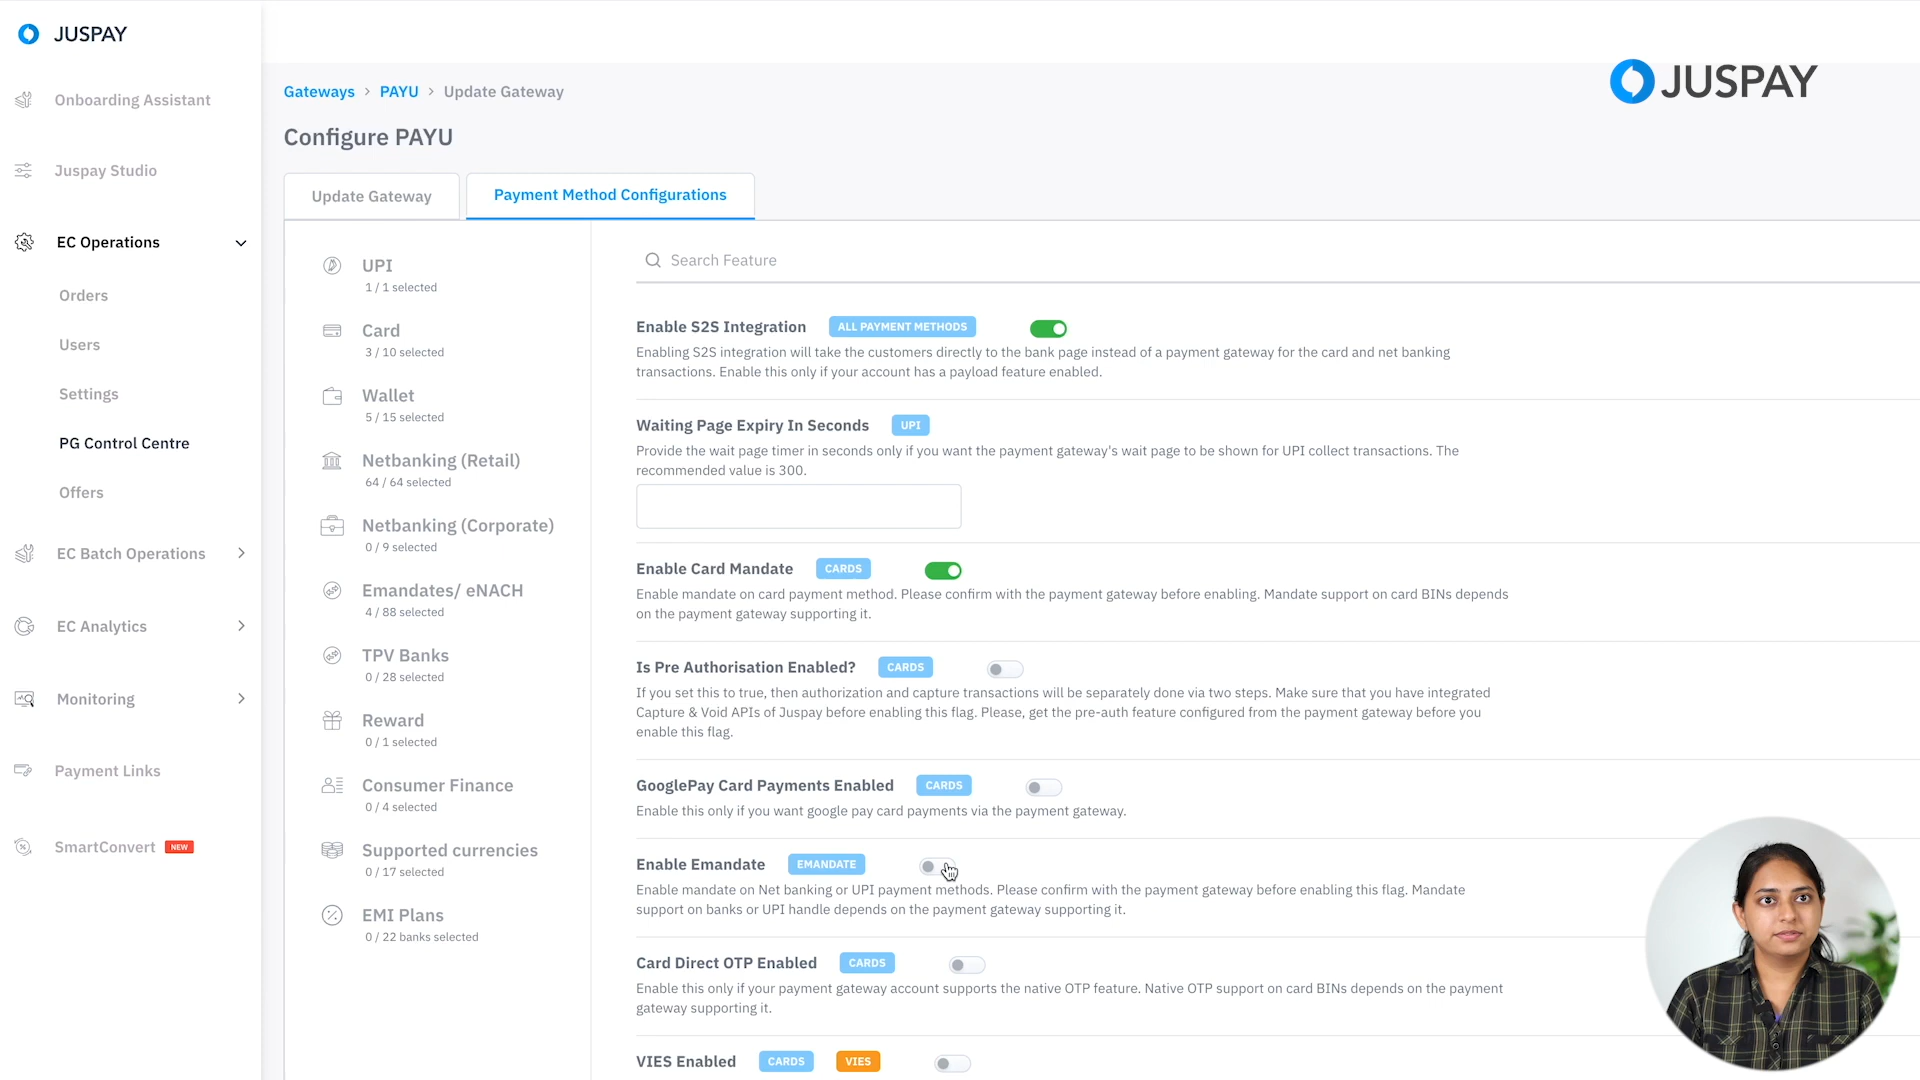 JUSPAY
Onboarding Assistant
Juspay Studio
EC Operations
Orders
Users
Settings
PG Control Centre
Offers
EC Batch Operations
EC Analytics
Monitoring
Payment Links
SmartConvert NEW
JUSPAY
Gateways > PAYU > Update Gateway
Configure PAYU
Update Gateway
Payment Method Configurations
UPI
1 / 1 selected
Card
3 / 10 selected
Wallet
5 / 15 selected
Netbanking (Retail)
64 / 64 selected
Netbanking (Corporate)
0 / 9 selected
Emandates/ eNACH
4 / 88 selected
TPV Banks
0 / 28 selected
Reward
0 / 1 selected
Consumer Finance
0 / 4 selected
Supported currencies
0 / 17 selected
EMI Plans
0 / 22 banks selected
Search Feature
Enable S2S Integration ALL PAYMENT METHODS
Enabling S2S integration will take the customers directly to the bank page instead of a payment gateway for the card and net banking
transactions. Enable this only if your account has a payload feature enabled.
Waiting Page Expiry In Seconds UPI
Provide the wait page timer in seconds only if you want the payment gateway's wait page to be shown for UPI collect transactions. The
recommended value is 300.
Enable Card Mandate CARDS
Enable mandate on card payment method. Please confirm with the payment gateway before enabling. Mandate support on card BINs depends
on the payment gateway supporting it.
Is Pre Authorisation Enabled? CARDS
If you set this to true, then authorization and capture transactions will be separately done via two steps. Make sure that you have integrated
Capture & Void APIs of Juspay before enabling this flag. Please, get the pre-auth feature configured from the payment gateway before you
enable this flag.
GooglePay Card Payments Enabled CARDS
Enable this only if you want google pay card payments via the payment gateway.
Enable Emandate EMANDATE
Enable mandate on Net banking or UPI payment methods. Please confirm with the payment gateway before enabling this flag. Mandate
support on banks or UPI handle depends on the payment gateway supporting it.
Card Direct OTP Enabled CARDS
Enable this only if your payment gateway account supports the native OTP feature. Native OTP support on card BINs depends on the payment
gateway supporting it.
VIES Enabled CARDS VIES